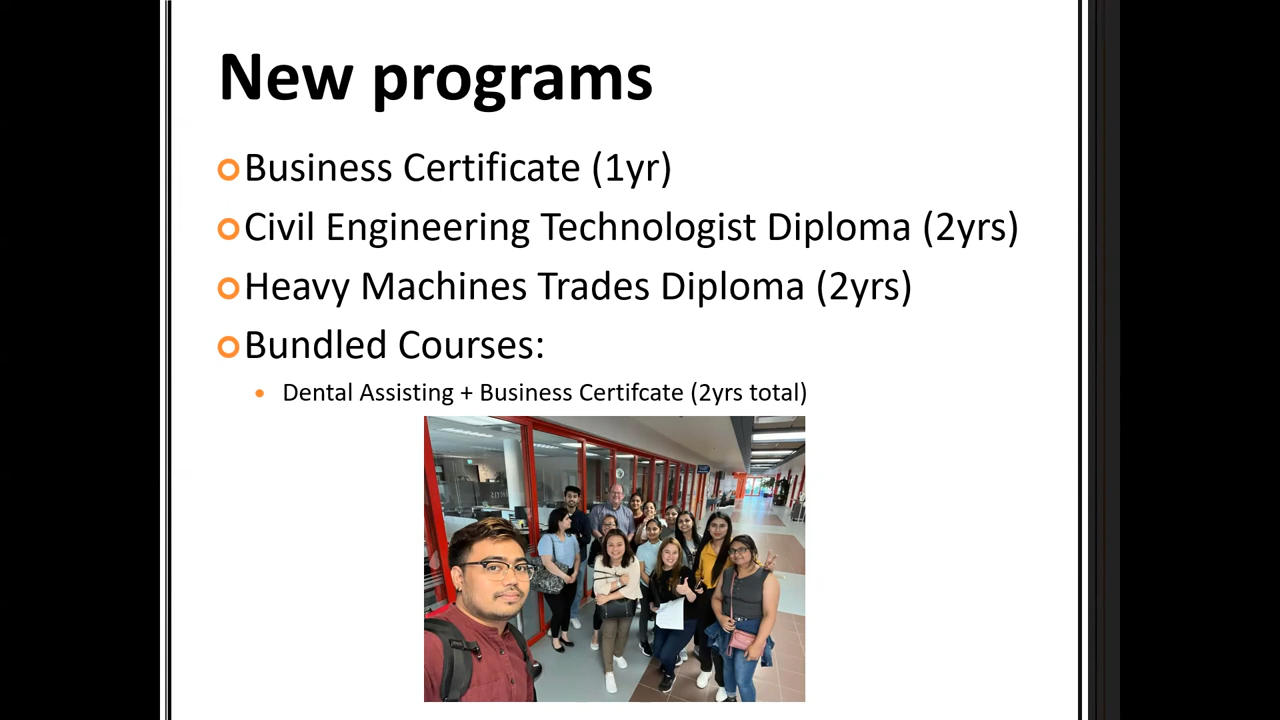 New programs
Business Certificate (1yr)
Civil Engineering Technologist Diploma (2yrs)
Heavy Machines Trades Diploma (2yrs)
Bundled Courses:
Dental Assisting + Business Certifcate (2yrs total)